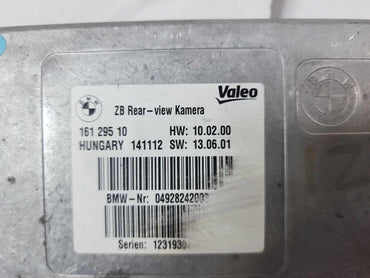 Valeo
ZB Rear-view Kamera
161 295 10 HW: 10.02.00
HUNGARY 141112 SW: 13.06.01
BMW-Nr:
Serien: